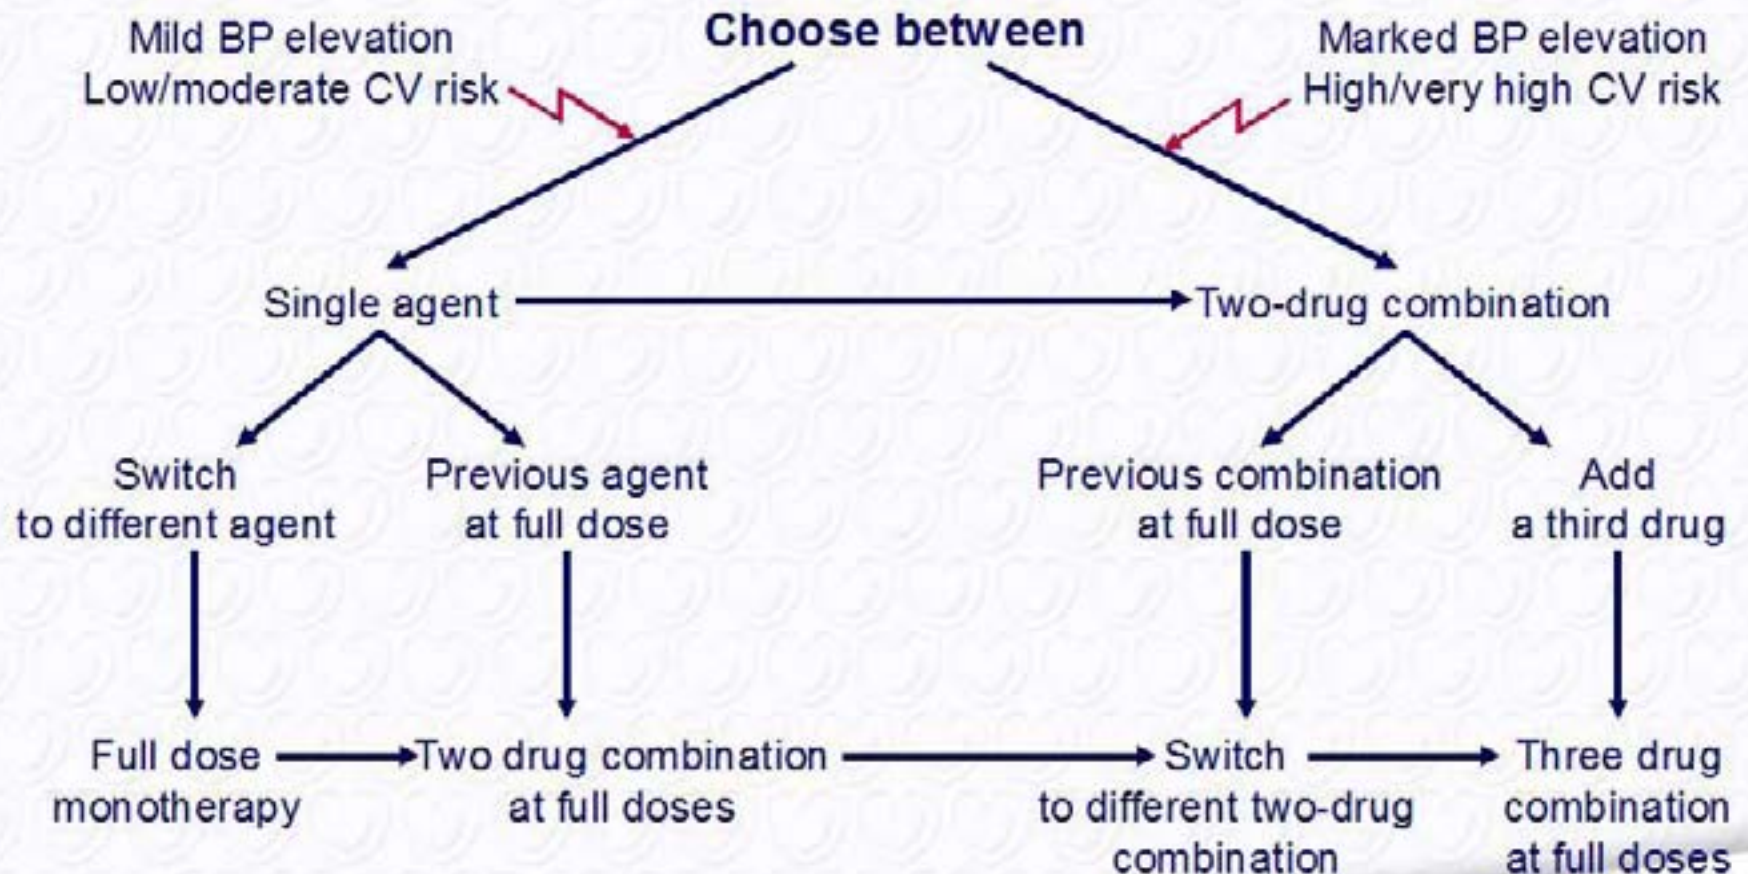 Choose between
Mild BP elevation
Low/moderate CV risk
Marked BP elevation
High/very high CV risk
Single agent
Two-drug combination
Switch
to different agent
Previous agent
at full dose
Previous combination
at full dose
Add
a third drug
Full dose
monotherapy
Two drug combination
at full doses
Switch
to different two-drug
combination
Three drug
combination
at full doses